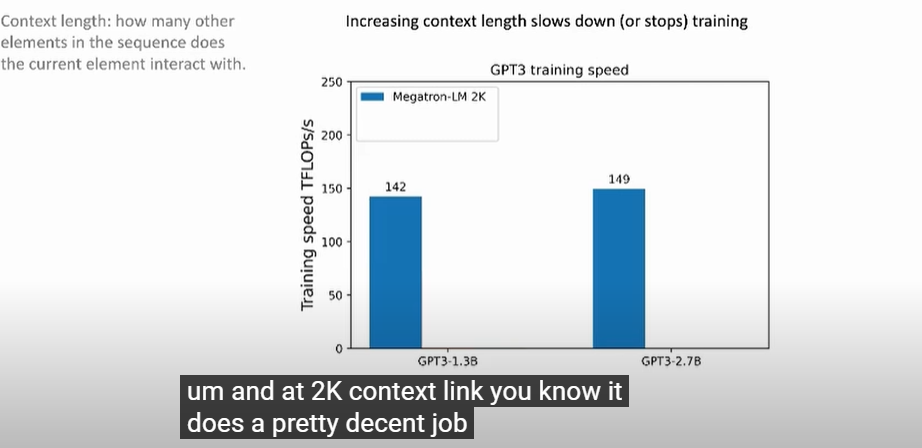 Context length: how many other
elements in the sequence does
the current element interact with.
Increasing context length slows down (or stops) training
GPT3 training speed
Training speed TFLOPs/s
250
200
150
100
50
0
Megatron-LM 2K
142
149
GPT3-1.3B
GPT3-2.7B
um and at 2K context link you know it
does a pretty decent job